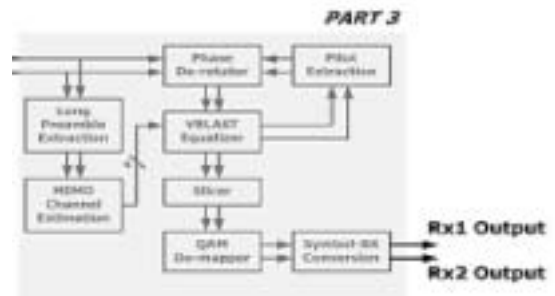 PART 3
Phase
De-rotator
Pilot
Extraction
Long
Preamble
Extraction
VBLAST
Equalizer
MIMO
Channel
Estimation
Slicer
QAM
De-mapper
Symbol-Bit
Conversion
Rx1 Output
Rx2 Output